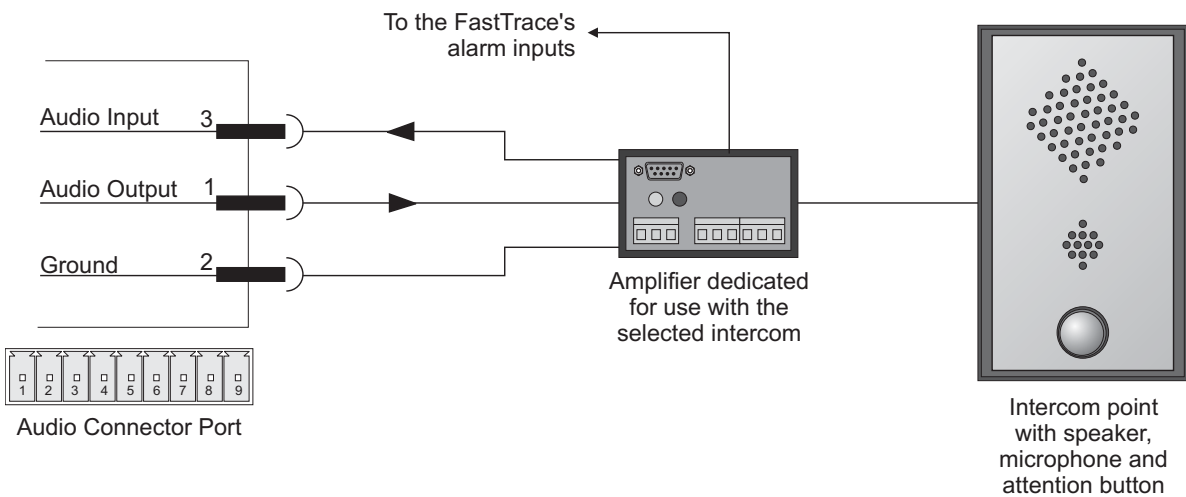 To the FastTrace's
alarm inputs
Audio Input 3
Audio Output 1
Ground 2
1 2 3 4 5 6 7 8 9
Audio Connector Port
Amplifier dedicated
for use with the
selected intercom
Intercom point
with speaker,
microphone and
attention button